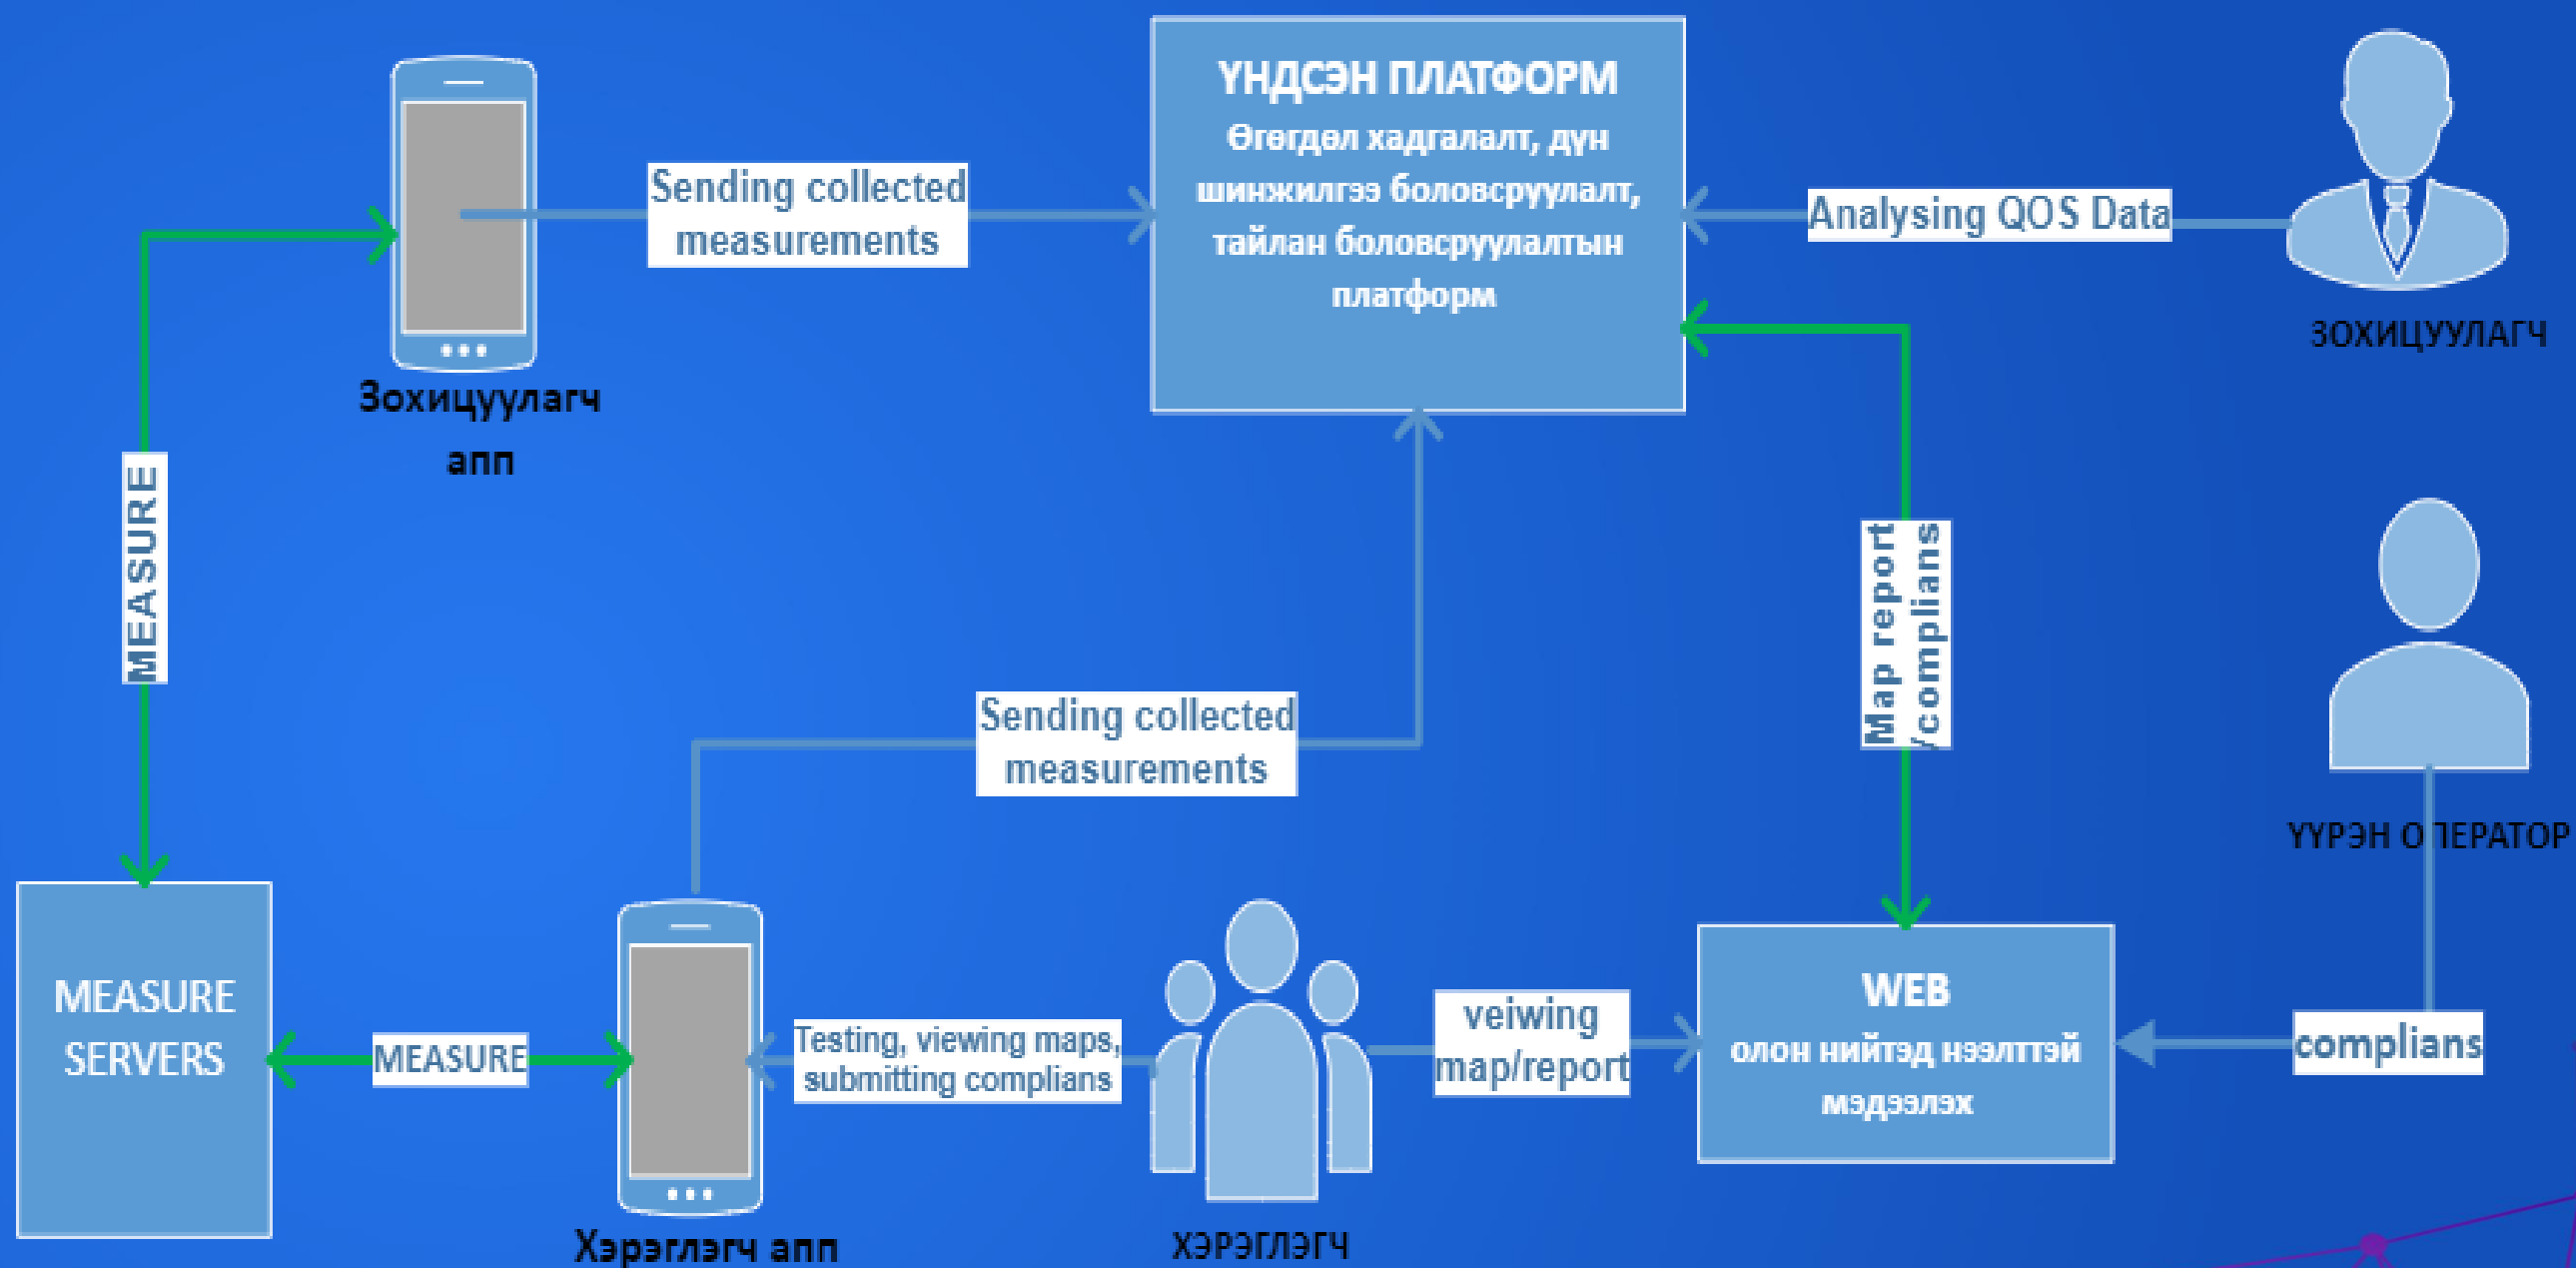 ҮНДСЭН ПЛАТФОРМ
Өгөгдөл хадгалалт, дүн
шинжилгээ боловсруулалт,
тайлан боловсруулалтын
платформ
Sending collected
measurements
Analysing QOS Data
ЗОХИЦУУЛАГЧ
Зохицуулагч
апп
MEASURE
Map report
/complians
Sending collected
measurements
ҮҮРЭН ОПЕРАТОР
MEASURE
SERVERS
MEASURE
Testing, viewing maps,
submitting complians
veiwing
map/report
WEB
олон нийтэд нээлттэй
мэдээлэх
complians
Хэрэглэгч апп
ХЭРЭГЛЭГЧ